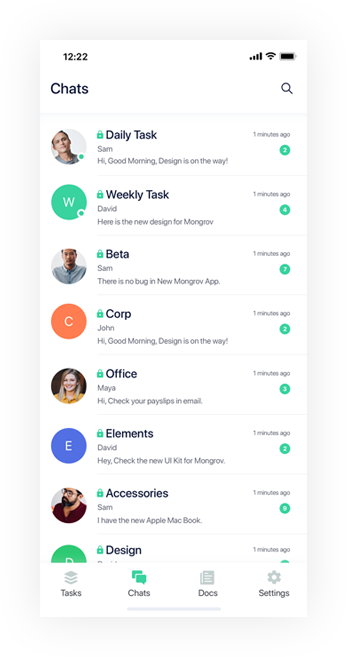 12:22
Chats
Daily Task
1 minutes ago
Sam
2
Hi, Good Morning, Design is on the way!
W
Weekly Task
1 minutes ago
David
4
Here is the new design for Mongrov
Beta
1 minutes ago
Sam
7
There is no bug in New Mongrov App.
C
Corp
1 minutes ago
John
2
Hi, Good Morning, Design is on the way!
Office
1 minutes ago
Maya
3
Hi, Check your payslips in email.
E
Elements
1 minutes ago
David
2
Hey, Check the new UI Kit for Mongrov.
Accessories
1 minutes ago
Sam
9
I have the new Apple Mac Book.
D
Design
1 minutes ago
Tasks
Chats
Docs
Settings